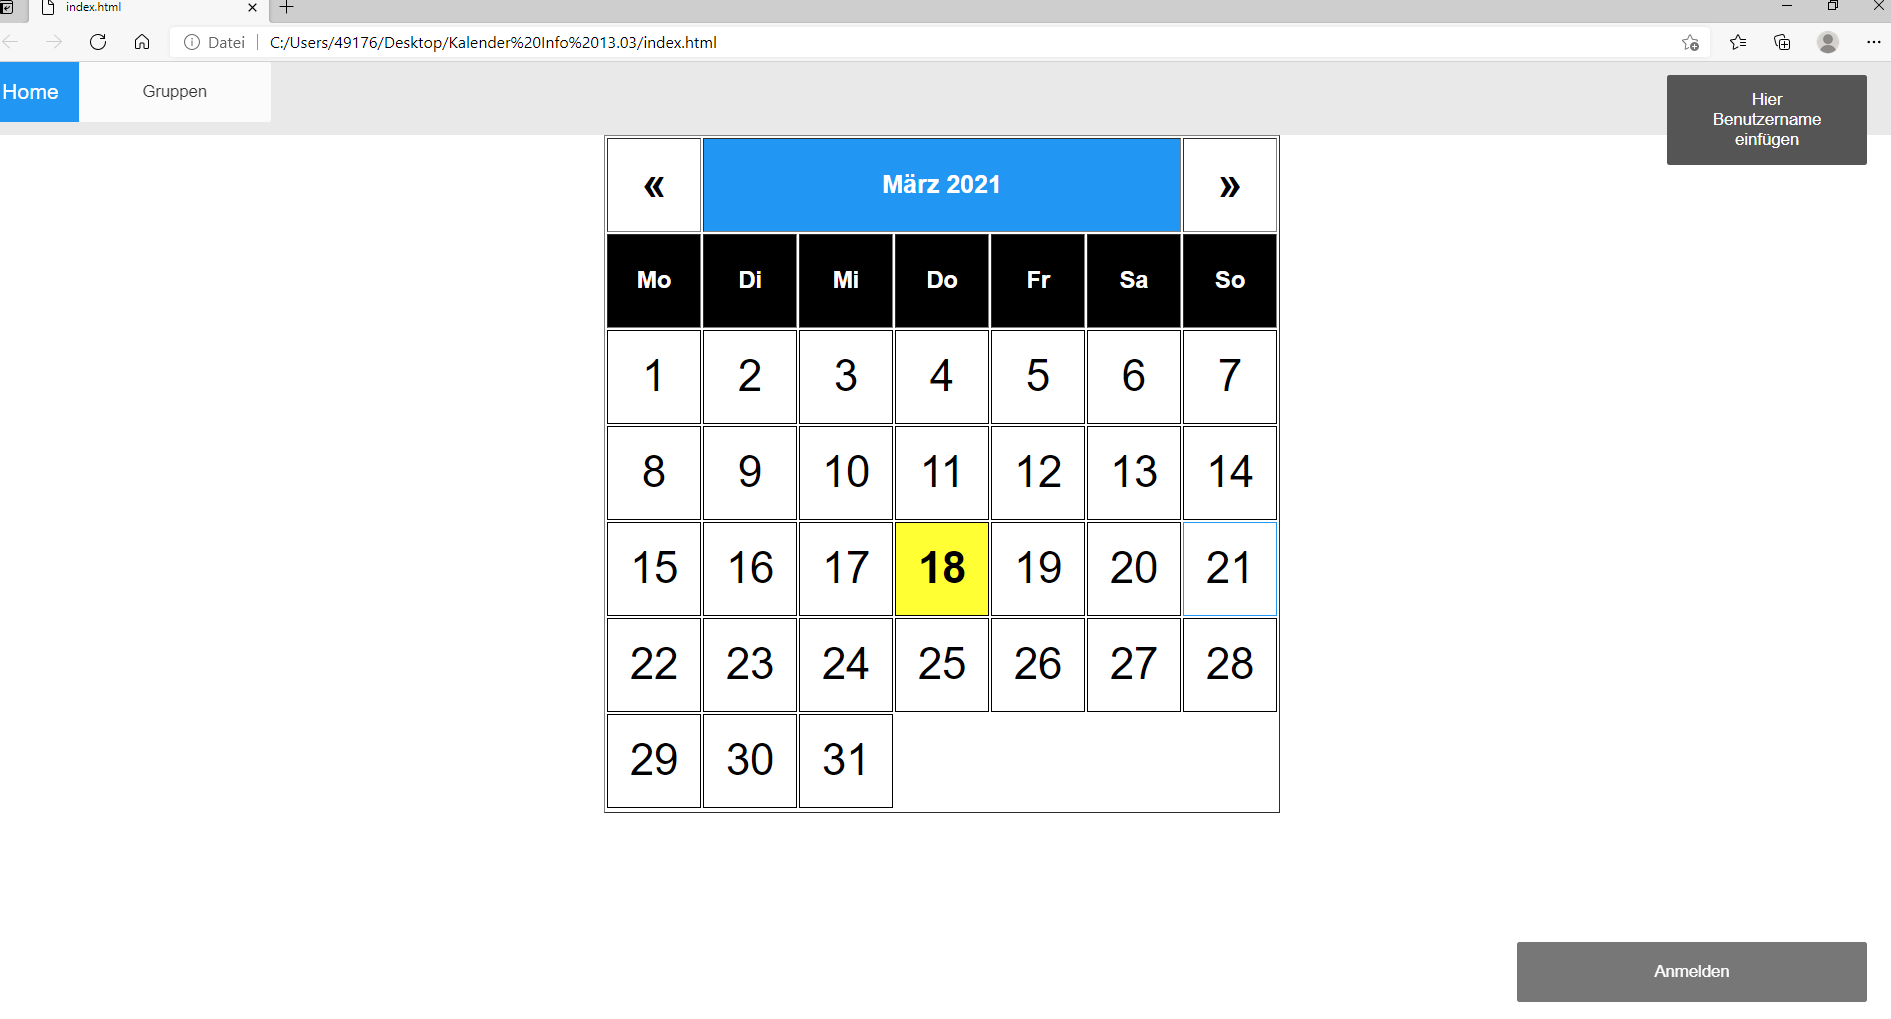 index.html
Datei | C:/Users/49176/Desktop/Kalender%20Info%2013.03/index.html
Home
Gruppen
Hier
Benutzername
einfügen
« März 2021 »
Mo Di Mi Do Fr Sa So
1 2 3 4 5 6 7
8 9 10 11 12 13 14
15 16 17 18 19 20 21
22 23 24 25 26 27 28
29 30 31
Anmelden